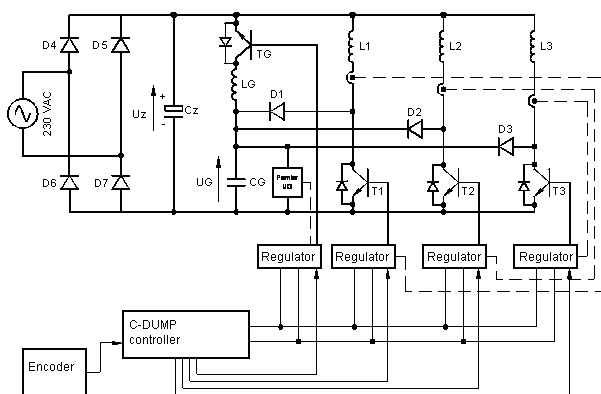 D4
D5
230 VAC
Uz
+
-
Cz
TG
LG
L1
L2
L3
D1
D2
D3
D6
D7
UG
CG
T1
T2
T3
Regulator
Regulator
Regulator
Regulator
C-DUMP
controller
Encoder